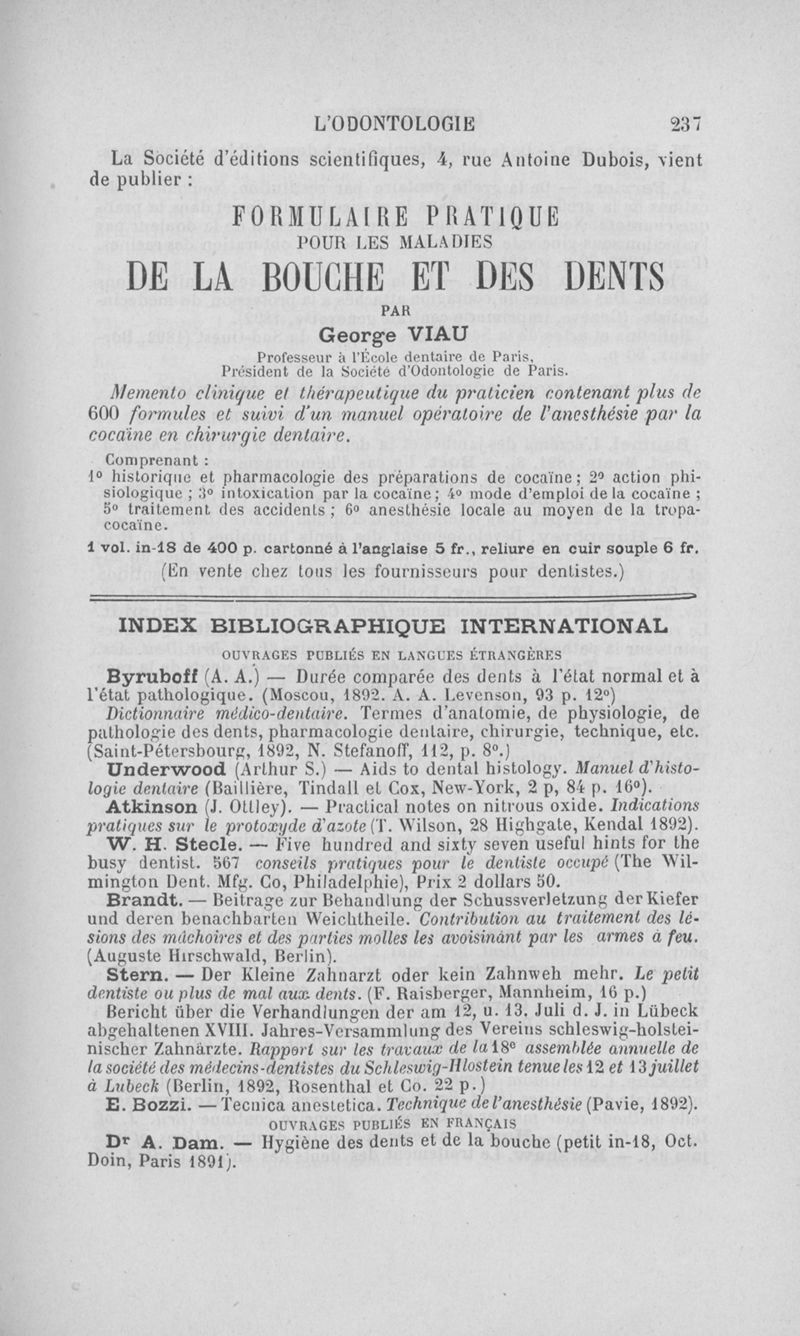 L'ODONTOLOGIE 237
La Société d'éditions scientifiques, 4, rue Antoine Dubois, vient
de publier :
FORMULAIRE PRATIQUE
POUR LES MALADIES
DE LA BOUCHE ET DES DENTS
PAR
George VIAU
Professeur à l'École dentaire de Paris,
Président de la Société d'Odontologie de Paris.
Memento clinique et thérapeutique du praticien contenant plus de
600 formules et suivi d'un manuel opératoire de l'anesthésie par la
cocaïne en chirurgie dentaire.
Comprenant :
1º historique et pharmacologie des préparations de cocaïne ; 2º action phi-
siologique ; 3º intoxication par la cocaïne ; 4º mode d'emploi de la cocaïne ;
5º traitement des accidents ; 6º anesthésie locale au moyen de la tropa-
cocaïne.
1 vol. in-18 de 400 p. cartonné à l'anglaise 5 fr., reliure en cuir souple 6 fr.
(En vente chez tous les fournisseurs pour dentistes.)
INDEX BIBLIOGRAPHIQUE INTERNATIONAL
OUVRAGES PUBLIÉS EN LANGUES ÉTRANGÈRES
Byruboff (A. A.) — Durée comparée des dents à l'état normal et à
l'état pathologique. (Moscou, 1892. A. A. Levenson, 93 p. 12º)
Dictionnaire médico-dentaire. Termes d'anatomie, de physiologie, de
pathologie des dents, pharmacologie dentaire, chirurgie, technique, etc.
(Saint-Pétersbourg, 1892, N. Stefanoff, 112, p. 8º.)
Underwood (Arthur S.) — Aids to dental histology. Manuel d'histo-
logie dentaire (Baillière, Tindall et Cox, New-York, 2 p, 84 p. 16º).
Atkinson (J. Ottley). — Practical notes on nitrous oxide. Indications
pratiques sur le protoxyde d'azote (T. Wilson, 28 Highgate, Kendal 1892).
W. H. Stecle. — Five hundred and sixty seven useful hints for the
busy dentist. 567 conseils pratiques pour le dentiste occupé (The Wil-
mington Dent. Mfg. Co, Philadelphie), Prix 2 dollars 50.
Brandt. — Beitrage zur Behandlung der Schussverletzung der Kiefer
und deren benachbarten Weichtheile. Contribution au traitement des lé-
sions des mâchoires et des parties molles les avoisinant par les armes à feu.
(Auguste Hirschwald, Berlin).
Stern. — Der Kleine Zahnarzt oder kein Zahnweh mehr. Le petit
dentiste ou plus de mal aux dents. (F. Raisberger, Mannheim, 16 p.)
Bericht über die Verhandlungen der am 12, u. 13. Juli d. J. in Lübeck
abgehaltenen XVIII. Jahres-Versammlung des Vereins schleswig-holstei-
nischer Zahnärzte. Rapport sur les travaux de la 18e assemblée annuelle de
la société des médecins-dentistes du Schleswig-Hlostein tenue les 12 et 13 juillet
à Lubeck (Berlin, 1892, Rosenthal et Co. 22 p.)
E. Bozzi. — Tecnica anestetica. Technique de l'anesthésie (Pavie, 1892).
OUVRAGES PUBLIÉS EN FRANÇAIS
Dr A. Dam. — Hygiène des dents et de la bouche (petit in-18, Oct.
Doin, Paris 1891).